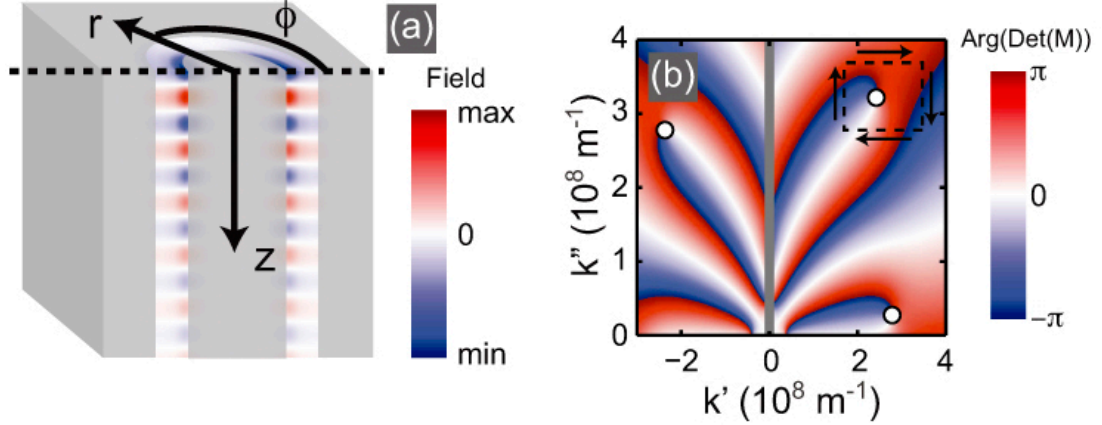 ϕ
r
(a)
z
Field
max
0
min
(b)
Arg(Det(M))
π
0
−π
4
3
2
1
0
k″ (10⁸ m⁻¹)
−2
0
2
4
k' (10⁸ m⁻¹)